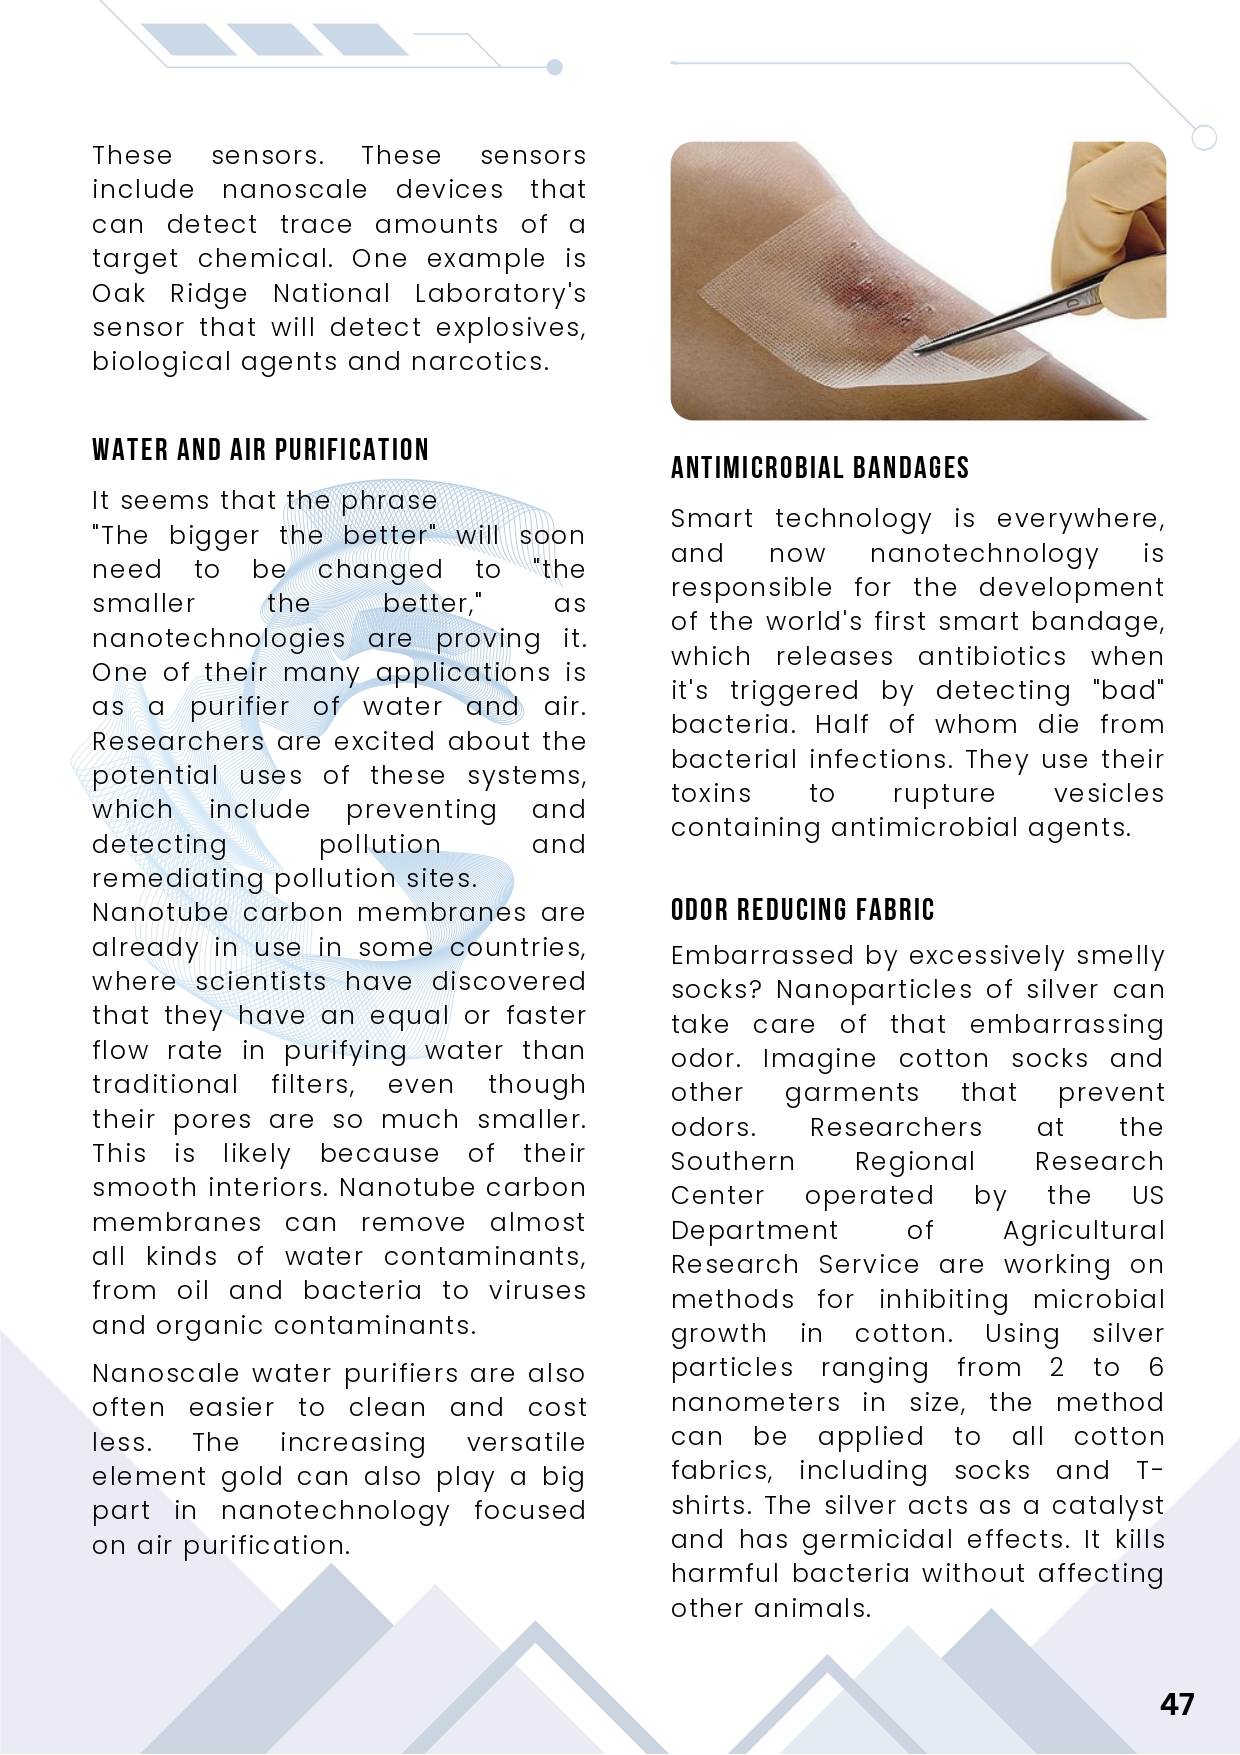 These sensors. These sensors
include nanoscale devices that
can detect trace amounts of a
target chemical. One example is
Oak Ridge National Laboratory's
sensor that will detect explosives,
biological agents and narcotics.
WATER AND AIR PURIFICATION
It seems that the phrase
"The bigger the better" will soon
need to be changed to "the
smaller the better," as
nanotechnologies are proving it.
One of their many applications is
as a purifier of water and air.
Researchers are excited about the
potential uses of these systems,
which include preventing and
detecting pollution and
remediating pollution sites.
Nanotube carbon membranes are
already in use in some countries,
where scientists have discovered
that they have an equal or faster
flow rate in purifying water than
traditional filters, even though
their pores are so much smaller.
This is likely because of their
smooth interiors. Nanotube carbon
membranes can remove almost
all kinds of water contaminants,
from oil and bacteria to viruses
and organic contaminants.
Nanoscale water purifiers are also
often easier to clean and cost
less. The increasing versatile
element gold can also play a big
part in nanotechnology focused
on air purification.
ANTIMICROBIAL BANDAGES
Smart technology is everywhere,
and now nanotechnology is
responsible for the development
of the world's first smart bandage,
which releases antibiotics when
it's triggered by detecting "bad"
bacteria. Half of whom die from
bacterial infections. They use their
toxins to rupture vesicles
containing antimicrobial agents.
ODOR REDUCING FABRIC
Embarrassed by excessively smelly
socks? Nanoparticles of silver can
take care of that embarrassing
odor. Imagine cotton socks and
other garments that prevent
odors. Researchers at the
Southern Regional Research
Center operated by the US
Department of Agricultural
Research Service are working on
methods for inhibiting microbial
growth in cotton. Using silver
particles ranging from 2 to 6
nanometers in size, the method
can be applied to all cotton
fabrics, including socks and T-
shirts. The silver acts as a catalyst
and has germicidal effects. It kills
harmful bacteria without affecting
other animals.
47